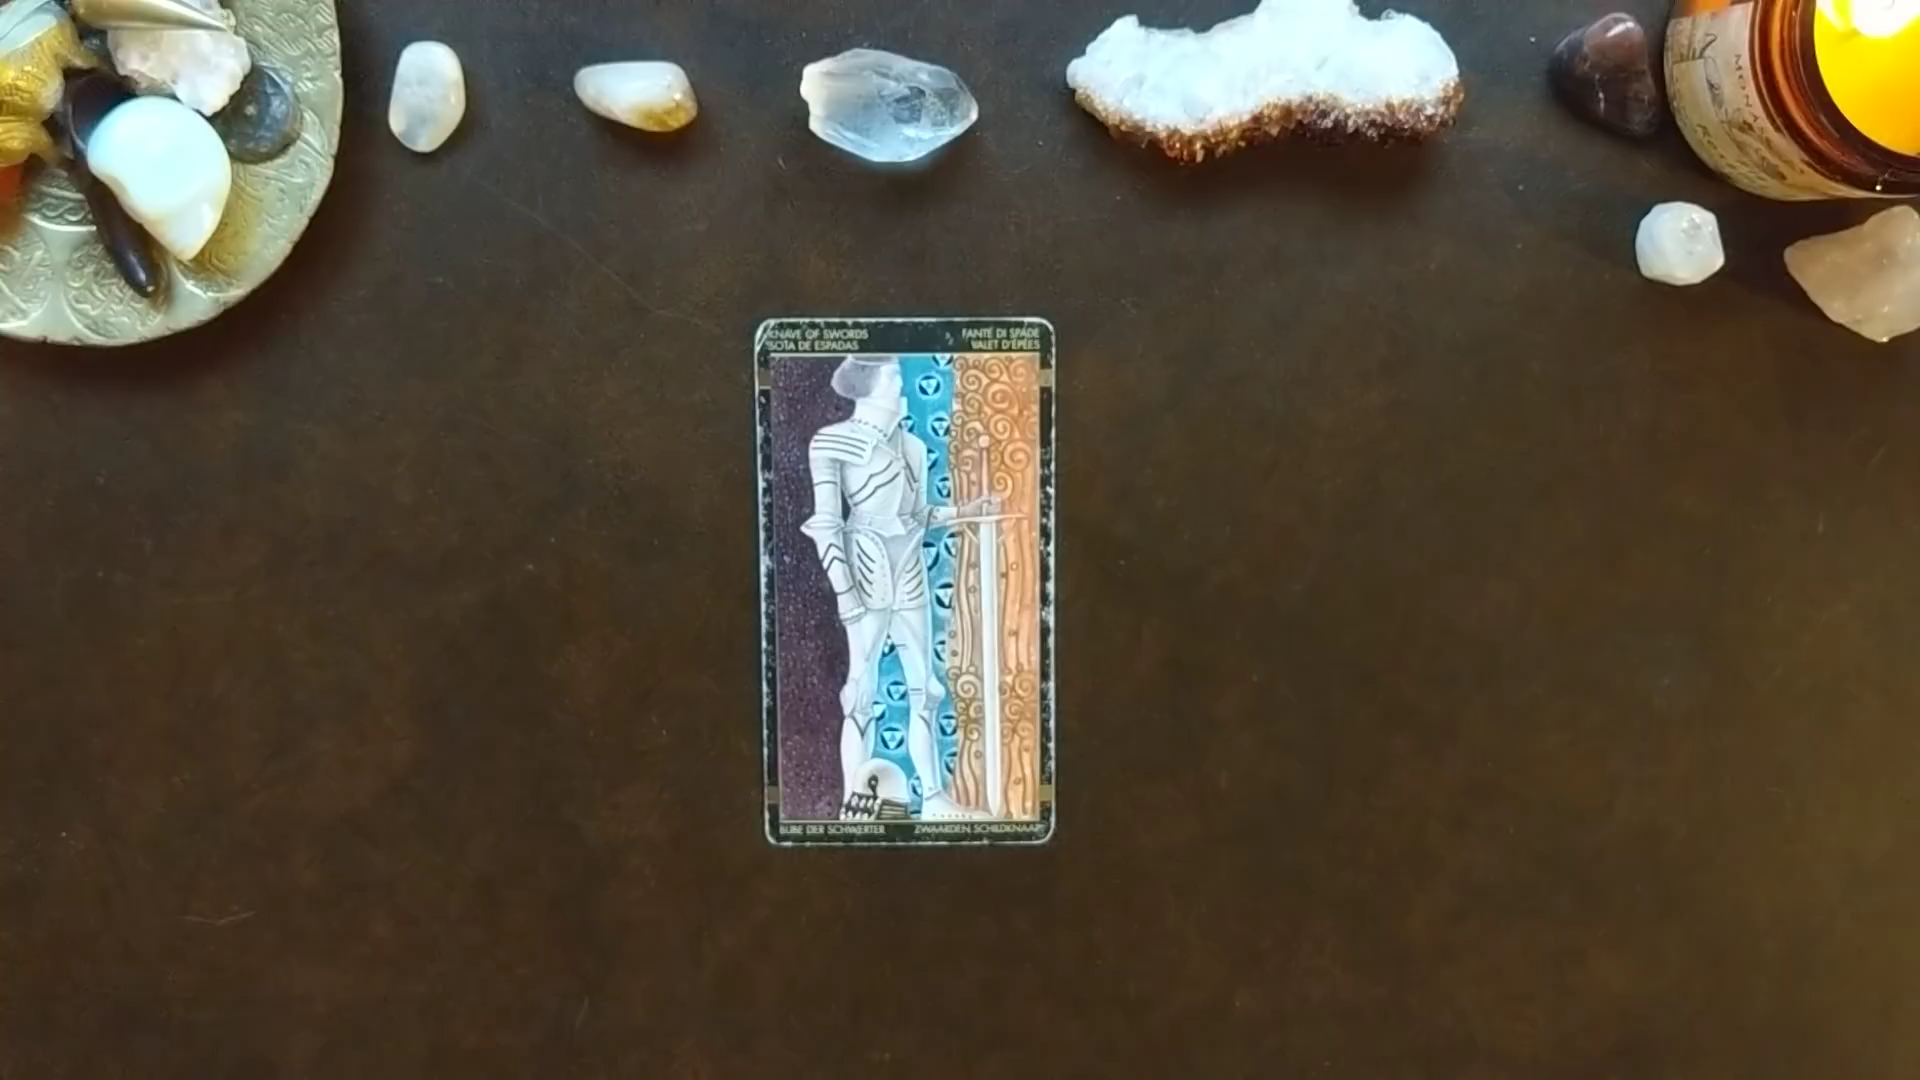 KNAVE OF SWORDS
SOTA DE ESPADAS
FANTE DI SPADE
VALET D'ÉPÉES
BUBE DER SCHWERTER
ZWAARDEN SCHILDKNAAP